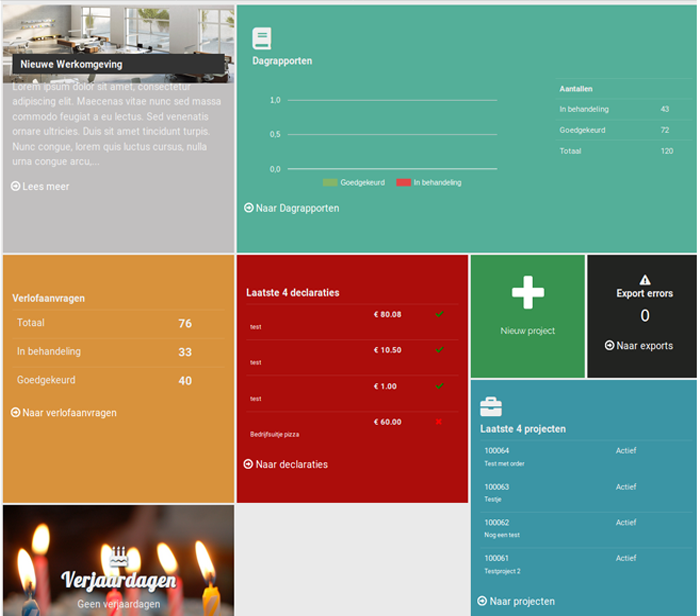 Nieuwe Werkomgeving
Lorem ipsum dolor sit amet, consectetur
adipiscing elit. Maecenas vitae nunc sed massa
commodo feugiat a eu lectus. Sed venenatis
ornare ultricies. Duis sit amet tincidunt turpis.
Nunc congue, lorem quis luctus cursus, nulla
urna congue arcu,...
Lees meer
Dagrapporten
1,0
0,5
0,0
Goedgekeurd In behandeling
Aantallen
In behandeling 43
Goedgekeurd 72
Totaal 120
Naar Dagrapporten
Verlofaanvragen
Totaal 76
In behandeling 33
Goedgekeurd 40
Naar verlofaanvragen
Laatste 4 declaraties
€ 80.08
test
€ 10.50
test
€ 1.00
test
€ 60.00
Bedrijfsuitje pizza
Naar declaraties
Nieuw project
Export errors
0
Naar exports
Laatste 4 projecten
100064 Actief
Test met order
100063 Actief
Testje
100062 Actief
Nog een test
100061 Actief
Testproject 2
Naar projecten
Verjaardagen
Geen verjaardagen